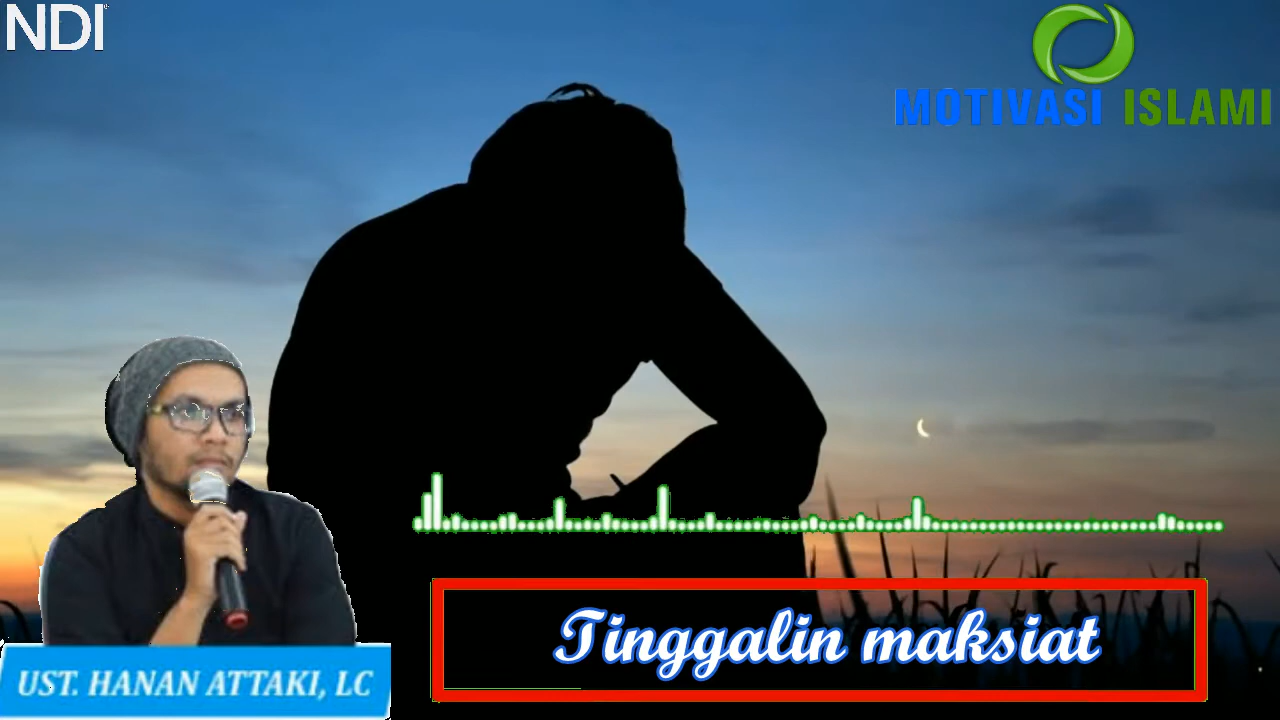 NDI
MOTIVASI ISLAMI
Tinggalin maksiat
UST. HANAN ATTAKI, LC